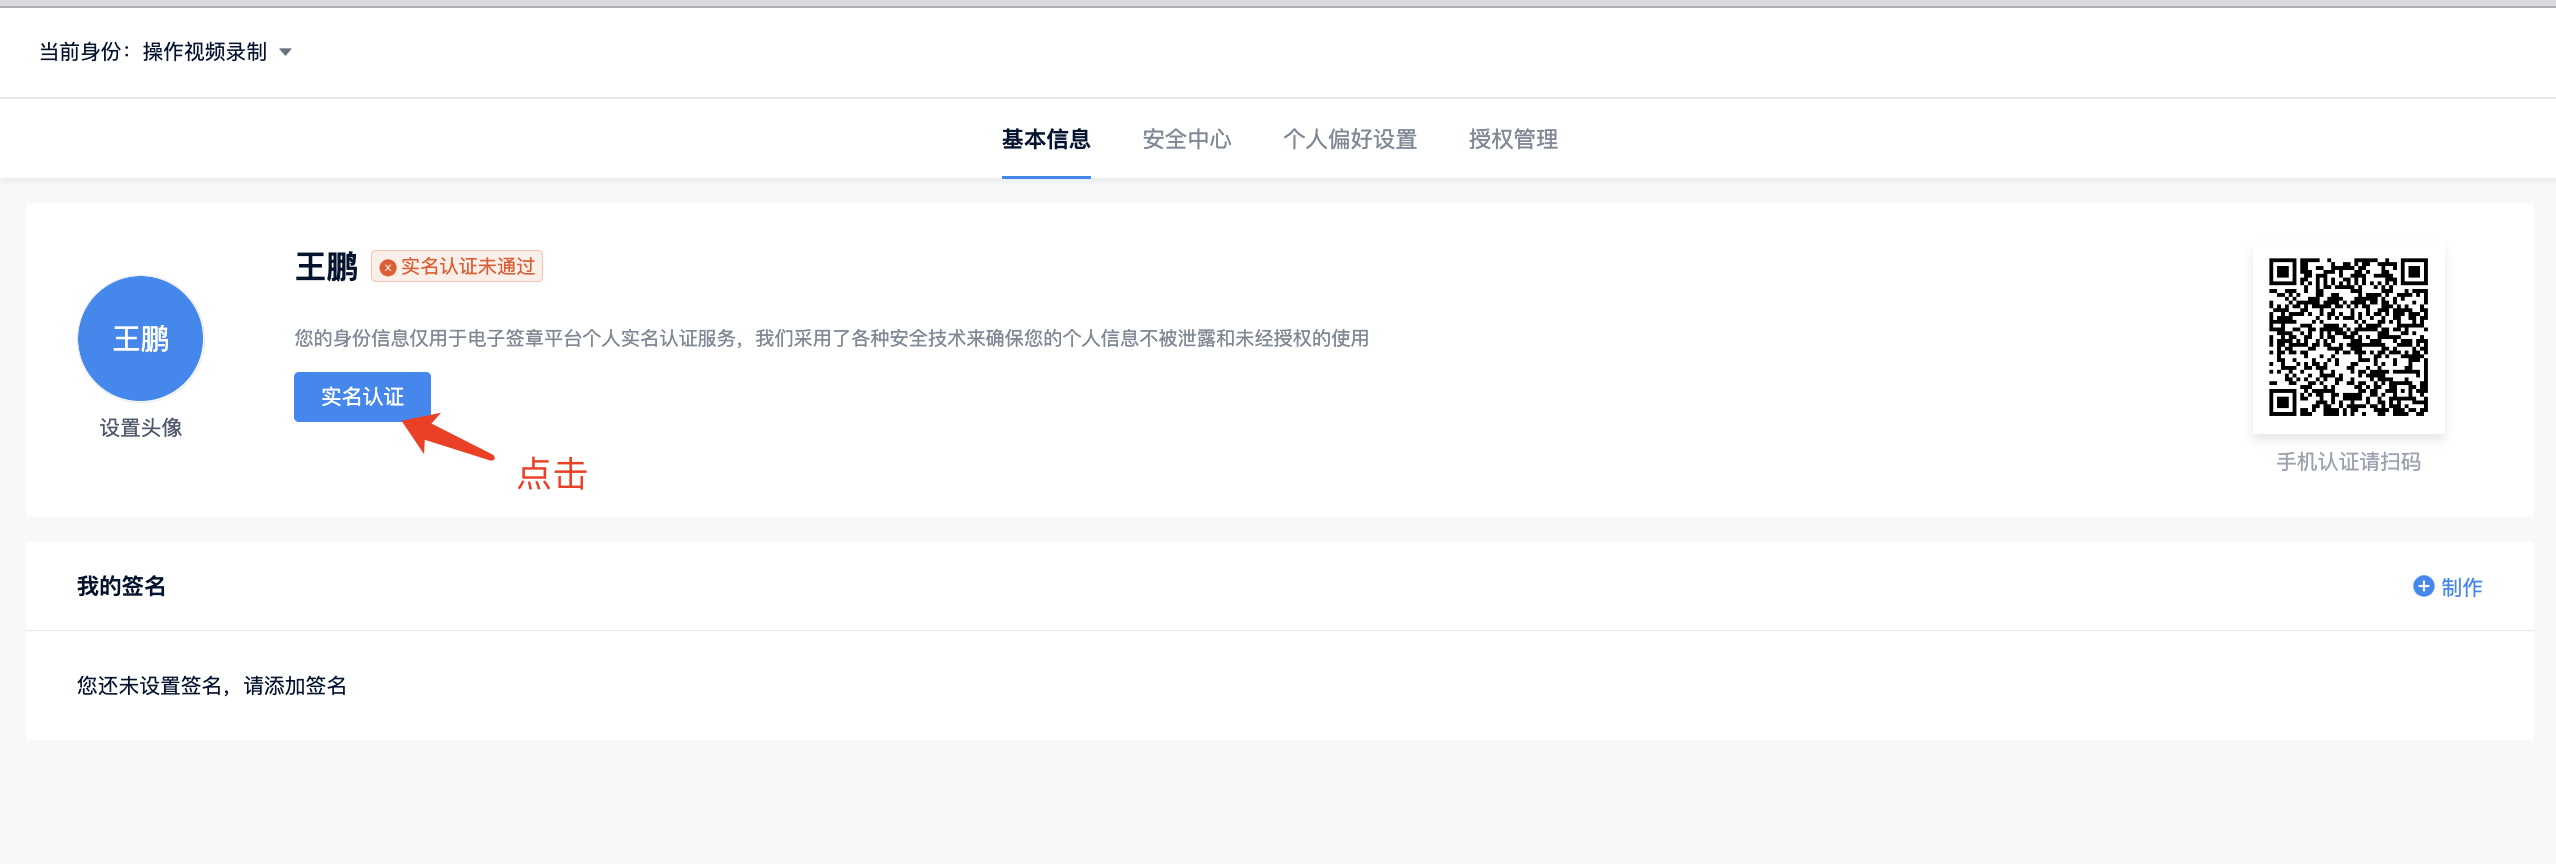 当前身份：操作视频录制
基本信息 安全中心 个人偏好设置 授权管理
王鹏 实名认证未通过
王鹏
您的身份信息仅用于电子签章平台个人实名认证服务，我们采用了各种安全技术来确保您的个人信息不被泄露和未经授权的使用
实名认证
设置头像
点击
手机认证请扫码
我的签名 制作
您还未设置签名，请添加签名